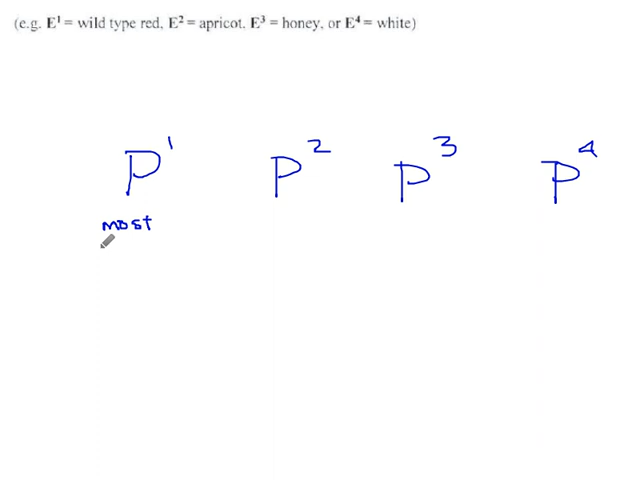 (e.g. E¹ = wild type red, E² = apricot. E³ = honey, or E⁴ = white)
P¹ P² P³ P⁴
most